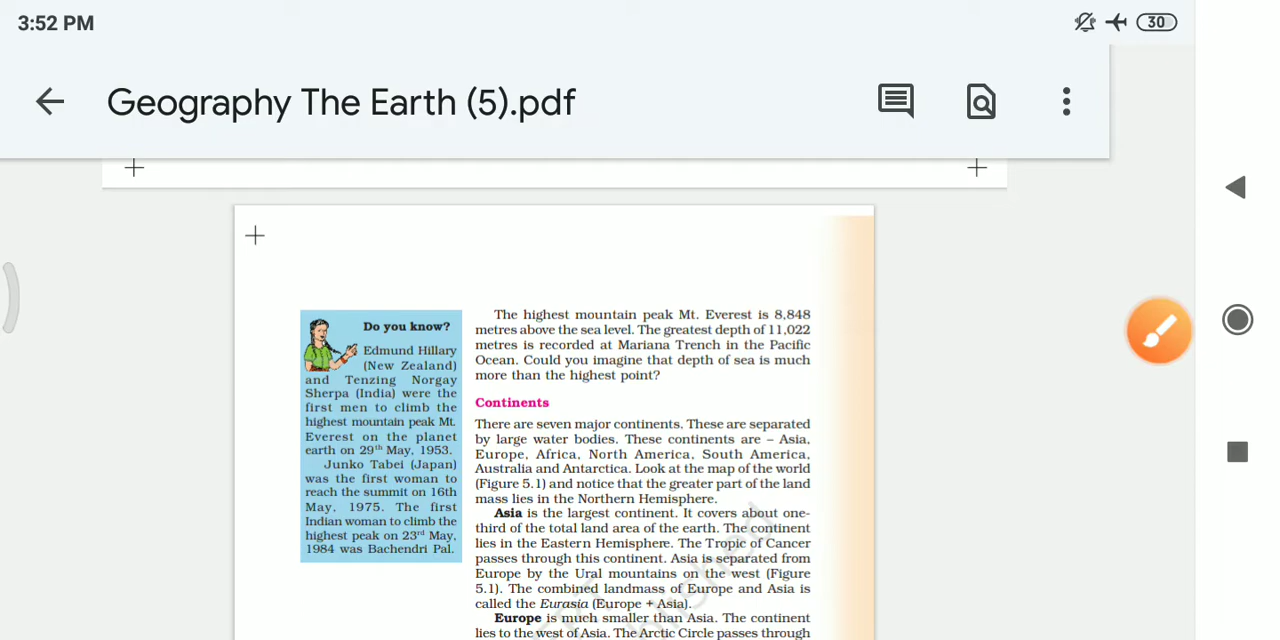 3:52 PM
30
Geography The Earth (5).pdf
Do you know?
Edmund Hillary
(New Zealand)
and Tenzing Norgay
Sherpa (India) were the
first men to climb the
highest mountain peak Mt.
Everest on the planet
earth on 29th May, 1953.
Junko Tabei (Japan)
was the first woman to
reach the summit on 16th
May, 1975. The first
Indian woman to climb the
highest peak on 23rd May,
1984 was Bachendri Pal.
The highest mountain peak Mt. Everest is 8,848
metres above the sea level. The greatest depth of 11,022
metres is recorded at Mariana Trench in the Pacific
Ocean. Could you imagine that depth of sea is much
more than the highest point?
Continents
There are seven major continents. These are separated
by large water bodies. These continents are – Asia,
Europe, Africa, North America, South America,
Australia and Antarctica. Look at the map of the world
(Figure 5.1) and notice that the greater part of the land
mass lies in the Northern Hemisphere.
Asia is the largest continent. It covers about one-
third of the total land area of the earth. The continent
lies in the Eastern Hemisphere. The Tropic of Cancer
passes through this continent. Asia is separated from
Europe by the Ural mountains on the west (Figure
5.1). The combined landmass of Europe and Asia is
called the Eurasia (Europe + Asia).
Europe is much smaller than Asia. The continent
lies to the west of Asia. The Arctic Circle passes through